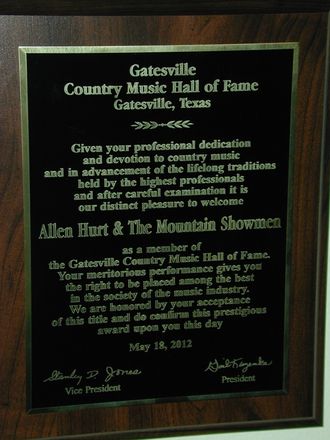 Gatesville
Country Music Hall of Fame
Gatesville, Texas
Given your professional dedication
and devotion to country music
and in advancement of the lifelong traditions
held by the highest professionals
and after careful examination it is
our distinct pleasure to welcome
Allen Hurt & The Mountain Showmen
as a member of
the Gatesville Country Music Hall of Fame.
Your meritorious performance gives you
the right to be placed among the best
in the society of the music industry.
We are honored by your acceptance
of this title and do confirm this prestigious
award upon you this day
May 18, 2012
Stanley D. Jones
Vice President
President